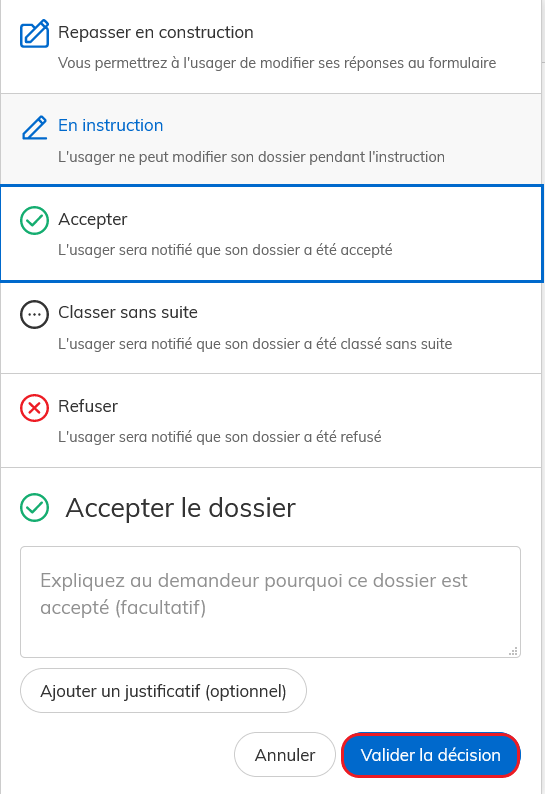 Repasser en construction
Vous permettrez à l'usager de modifier ses réponses au formulaire
En instruction
L'usager ne peut modifier son dossier pendant l'instruction
Accepter
L'usager sera notifié que son dossier a été accepté
Classer sans suite
L'usager sera notifié que son dossier a été classé sans suite
Refuser
L'usager sera notifié que son dossier a été refusé
Accepter le dossier
Expliquez au demandeur pourquoi ce dossier est
accepté (facultatif)
Ajouter un justificatif (optionnel)
Annuler
Valider la décision